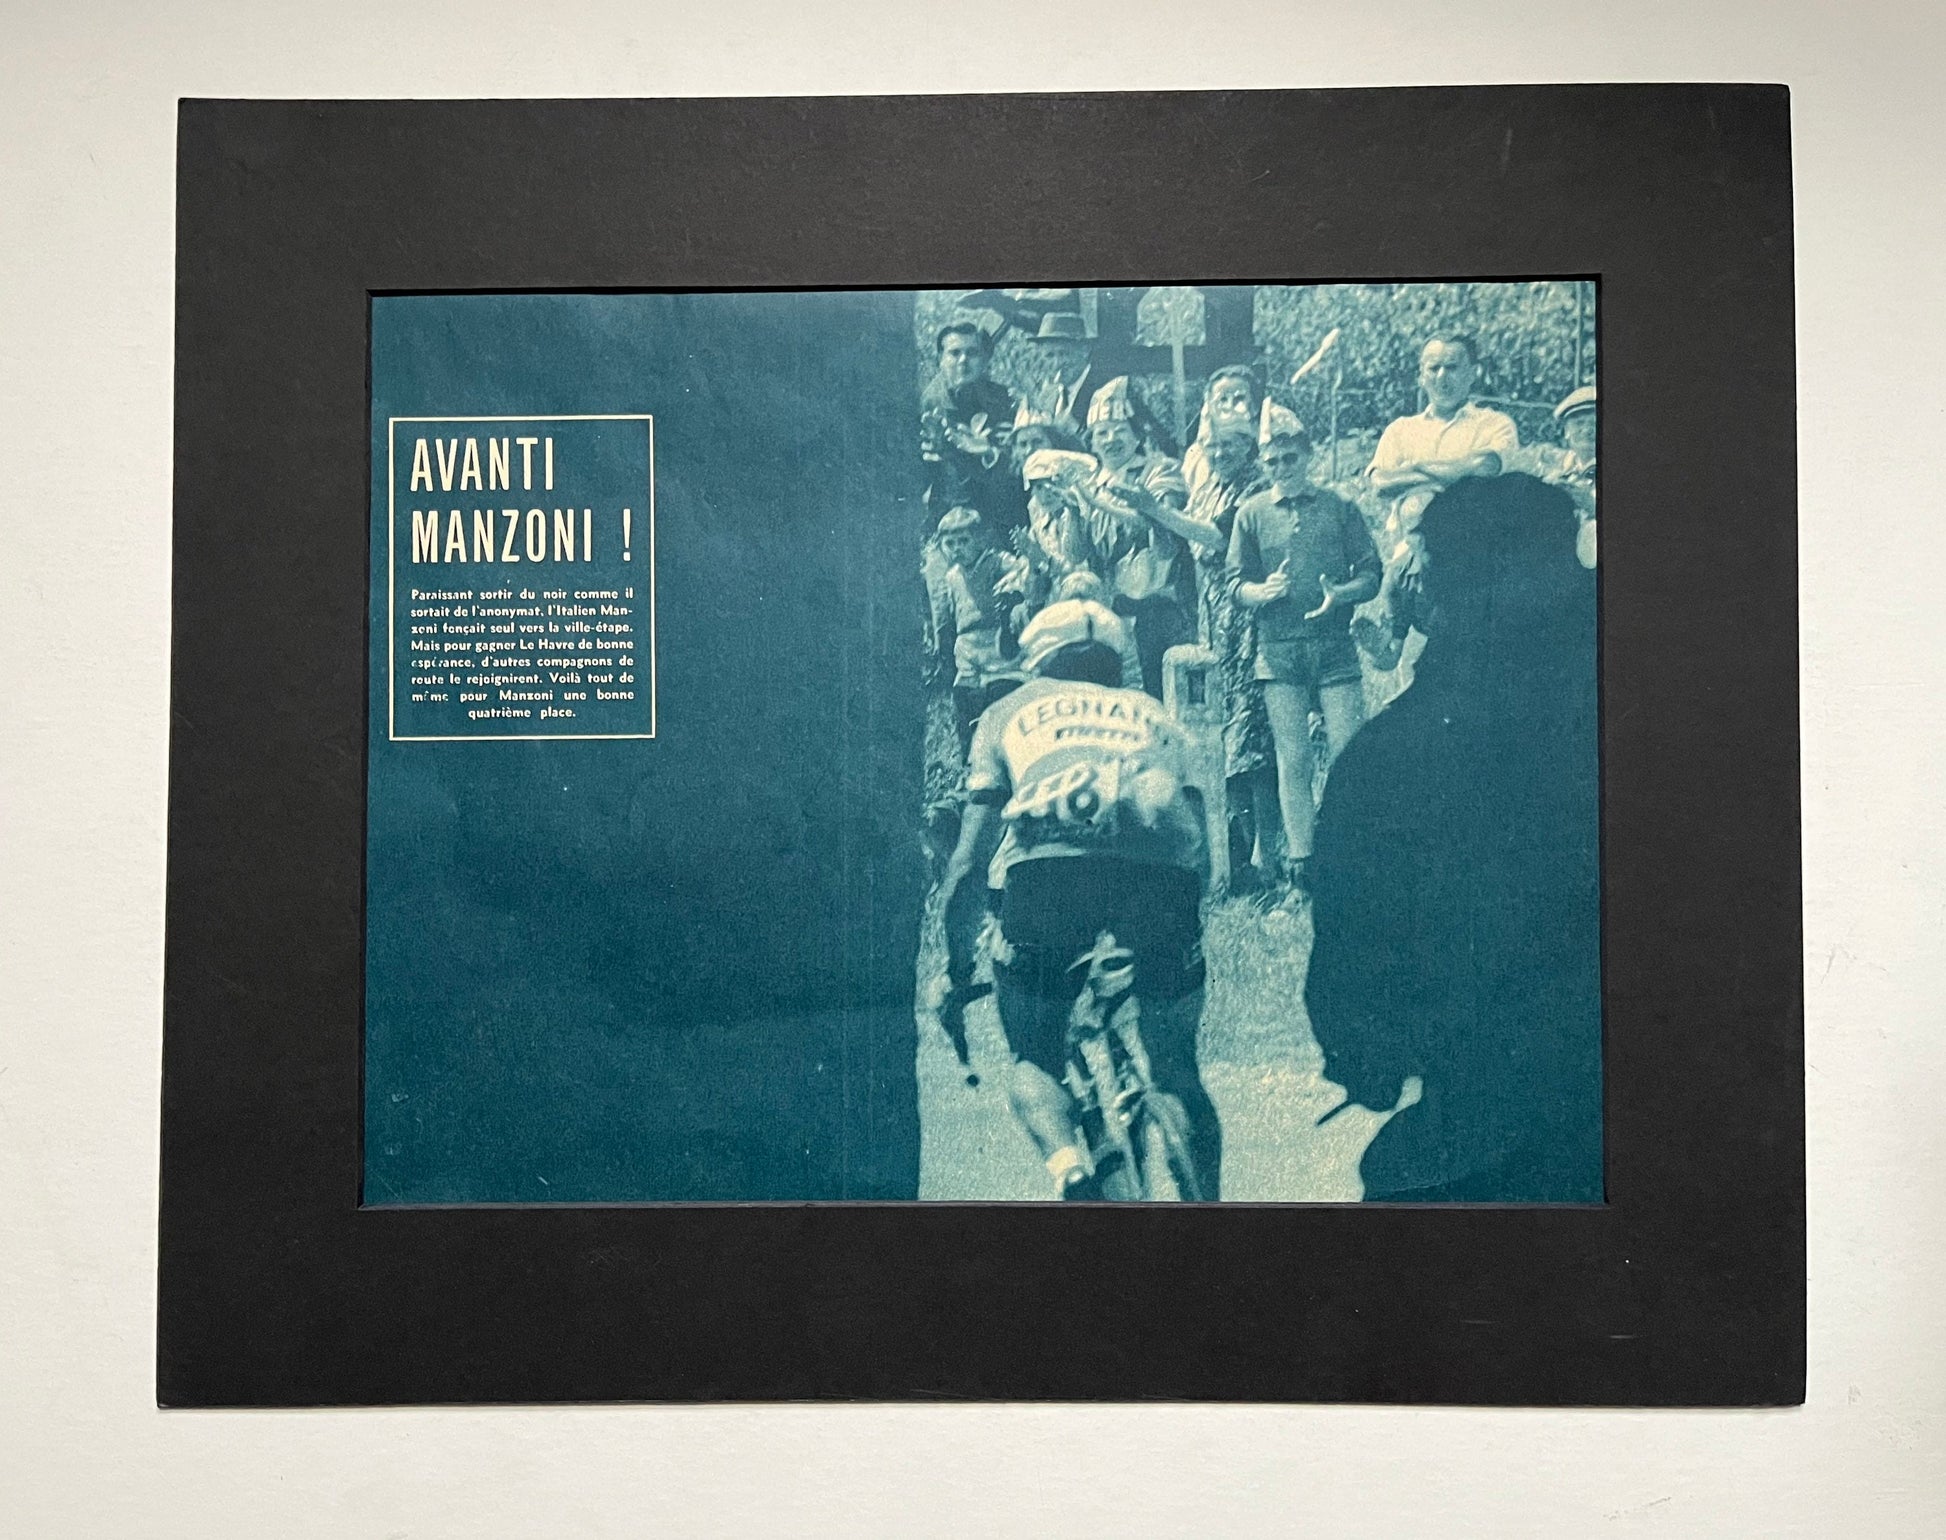 AVANTI
MANZONI !
Paraissant sortir du noir comme il
sortait de l'anonymat, l'Italien Man-
zoni fonçait seul vers la ville-étape.
Mais pour gagner Le Havre de bonne
espérance, d'autres compagnons de
route le rejoignirent. Voilà tout de
même pour Manzoni une bonne
quatrième place.